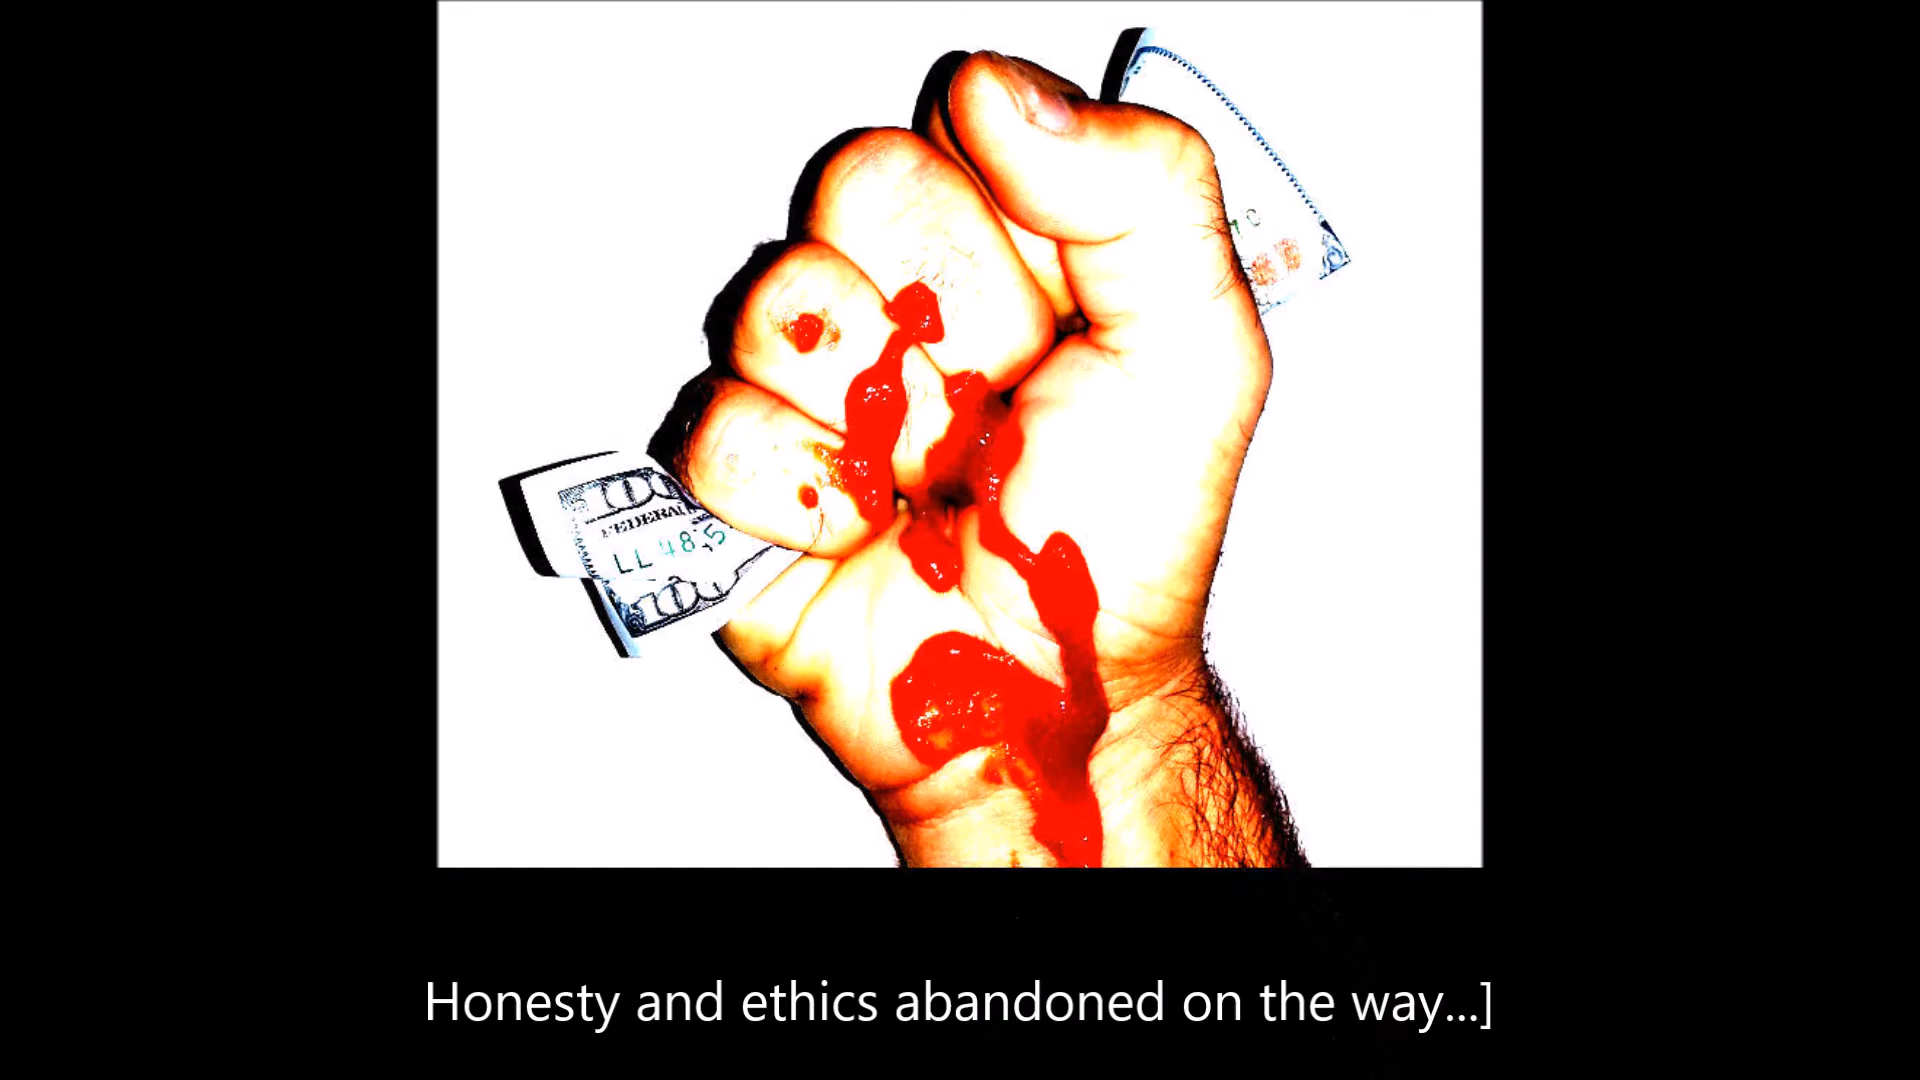 100
FEDERAL
LL 48
100
Honesty and ethics abandoned on the way...]